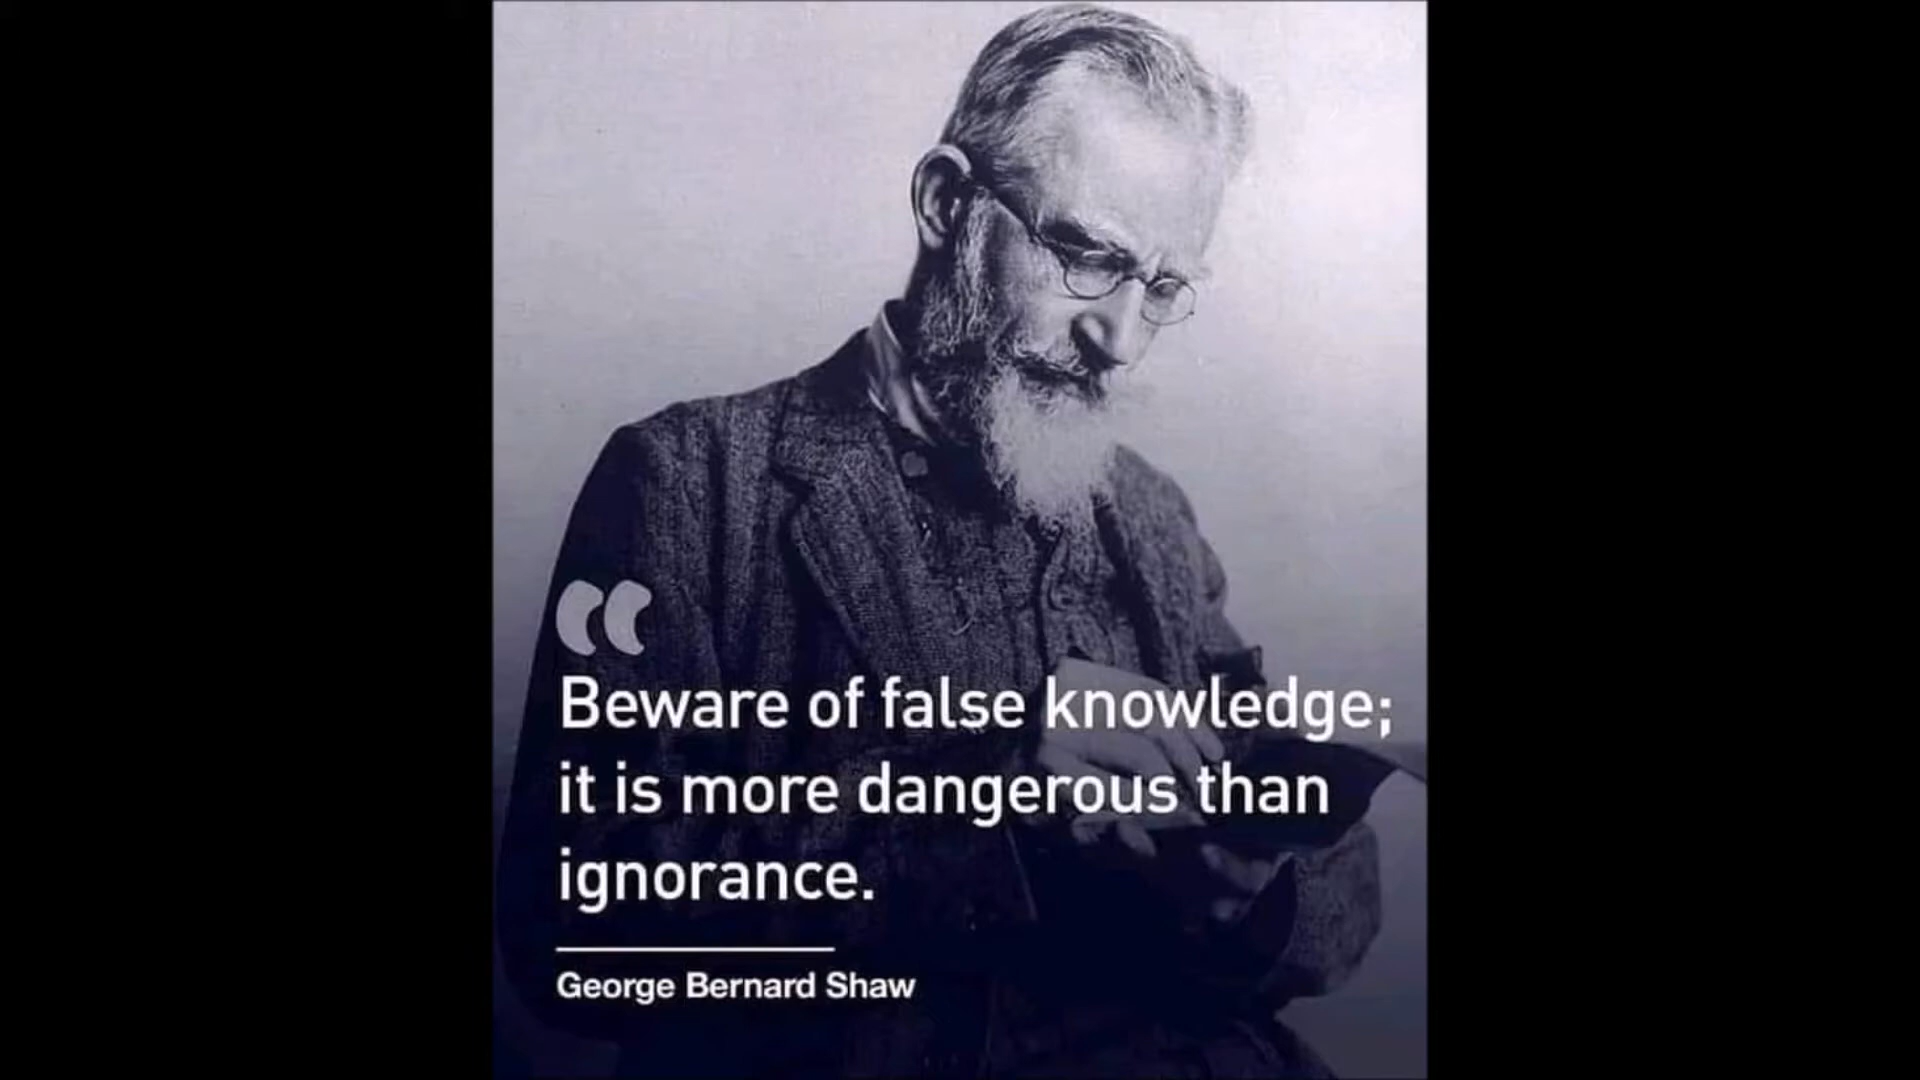 “
Beware of false knowledge;
it is more dangerous than
ignorance.
George Bernard Shaw